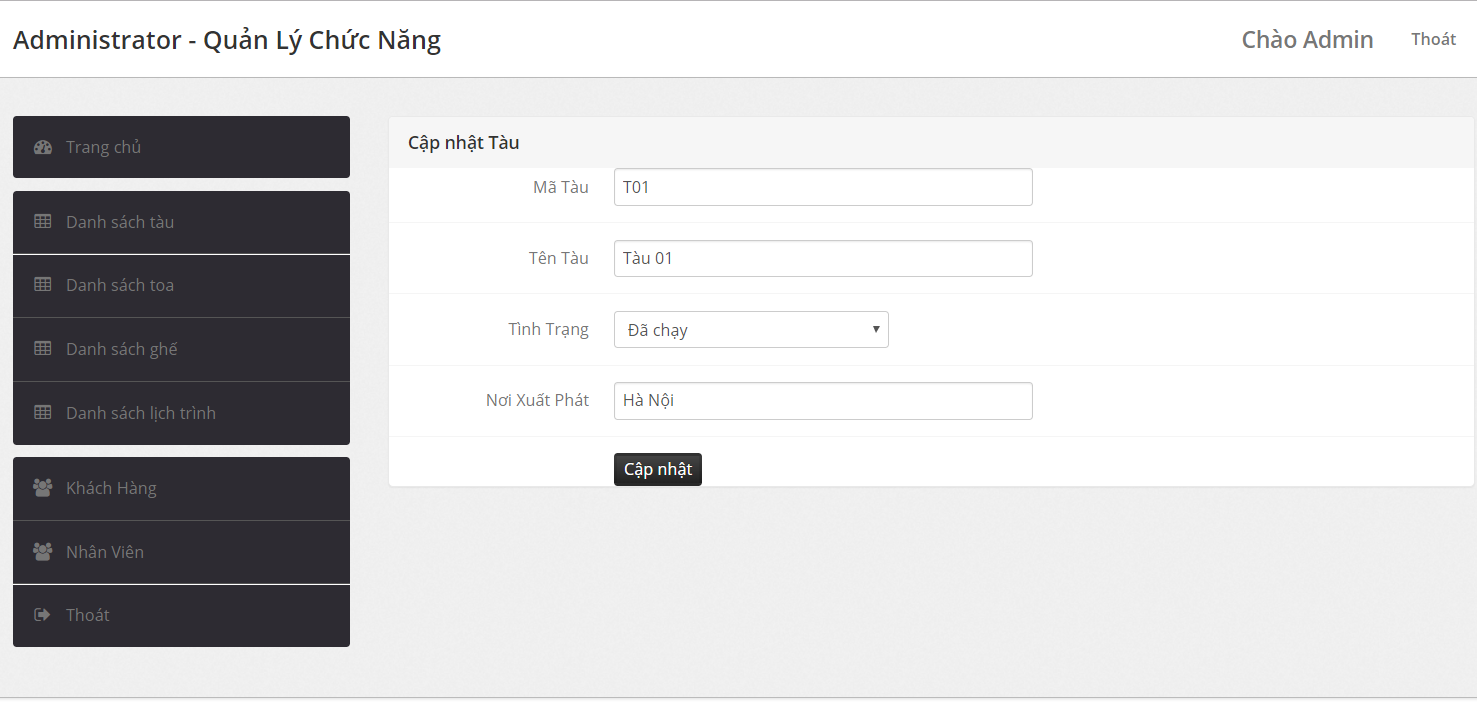 Administrator - Quản Lý Chức Năng
Chào Admin
Thoát
Trang chủ
Danh sách tàu
Danh sách toa
Danh sách ghế
Danh sách lịch trình
Khách Hàng
Nhân Viên
Thoát
Cập nhật Tàu
Mã Tàu T01
Tên Tàu Tàu 01
Tình Trạng Đã chạy
Nơi Xuất Phát Hà Nội
Cập nhật